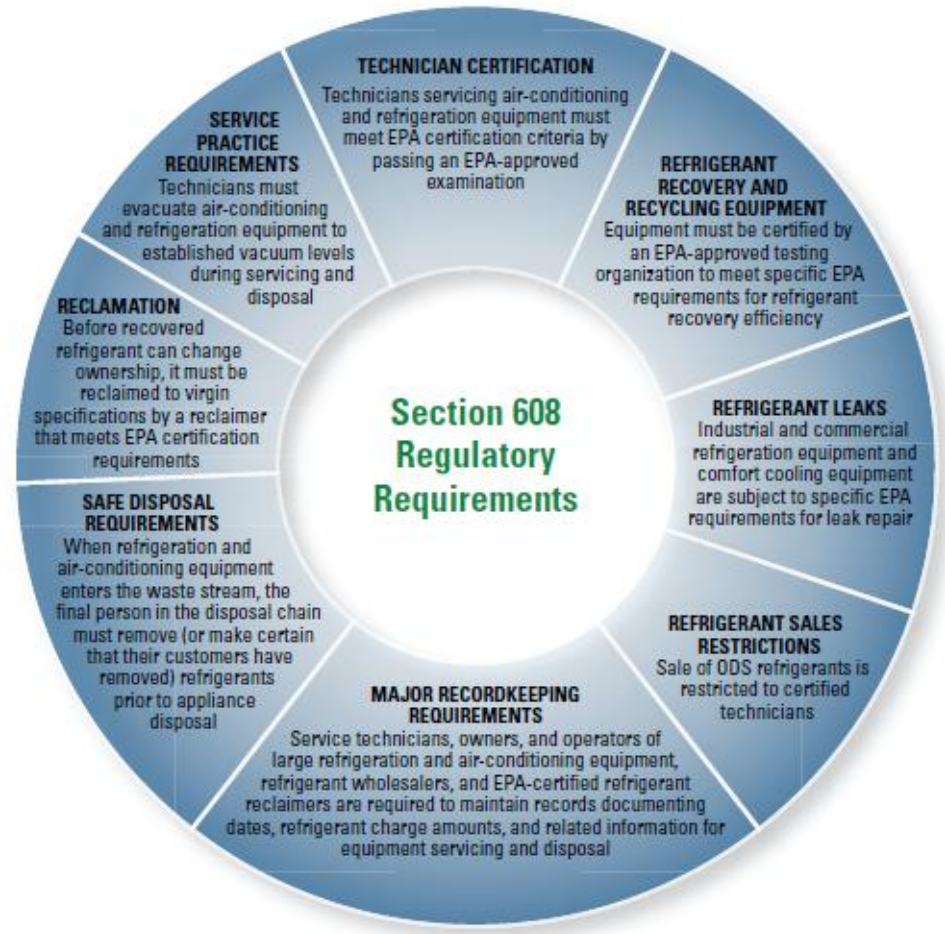 TECHNICIAN CERTIFICATION
Technicians servicing air-conditioning
and refrigeration equipment must
meet EPA certification criteria by
passing an EPA-approved
examination
REFRIGERANT
RECOVERY AND
RECYCLING EQUIPMENT
Equipment must be certified by
an EPA-approved testing
organization to meet specific EPA
requirements for refrigerant
recovery efficiency
REFRIGERANT LEAKS
Industrial and commercial
refrigeration equipment and
comfort cooling equipment
are subject to specific EPA
requirements for leak repair
REFRIGERANT SALES
RESTRICTIONS
Sale of ODS refrigerants is
restricted to certified
technicians
MAJOR RECORDKEEPING
REQUIREMENTS
Service technicians, owners, and operators of
large refrigeration and air-conditioning equipment,
refrigerant wholesalers, and EPA-certified refrigerant
reclaimers are required to maintain records documenting
dates, refrigerant charge amounts, and related information for
equipment servicing and disposal
SAFE DISPOSAL
REQUIREMENTS
When refrigeration and
air-conditioning equipment
enters the waste stream, the
final person in the disposal chain
must remove (or make certain
that their customers have
removed) refrigerants
prior to appliance
disposal
RECLAMATION
Before recovered
refrigerant can change
ownership, it must be
reclaimed to virgin
specifications by a reclaimer
that meets EPA certification
requirements
SERVICE
PRACTICE
REQUIREMENTS
Technicians must
evacuate air-conditioning
and refrigeration equipment to
established vacuum levels
during servicing and
disposal
Section 608
Regulatory
Requirements